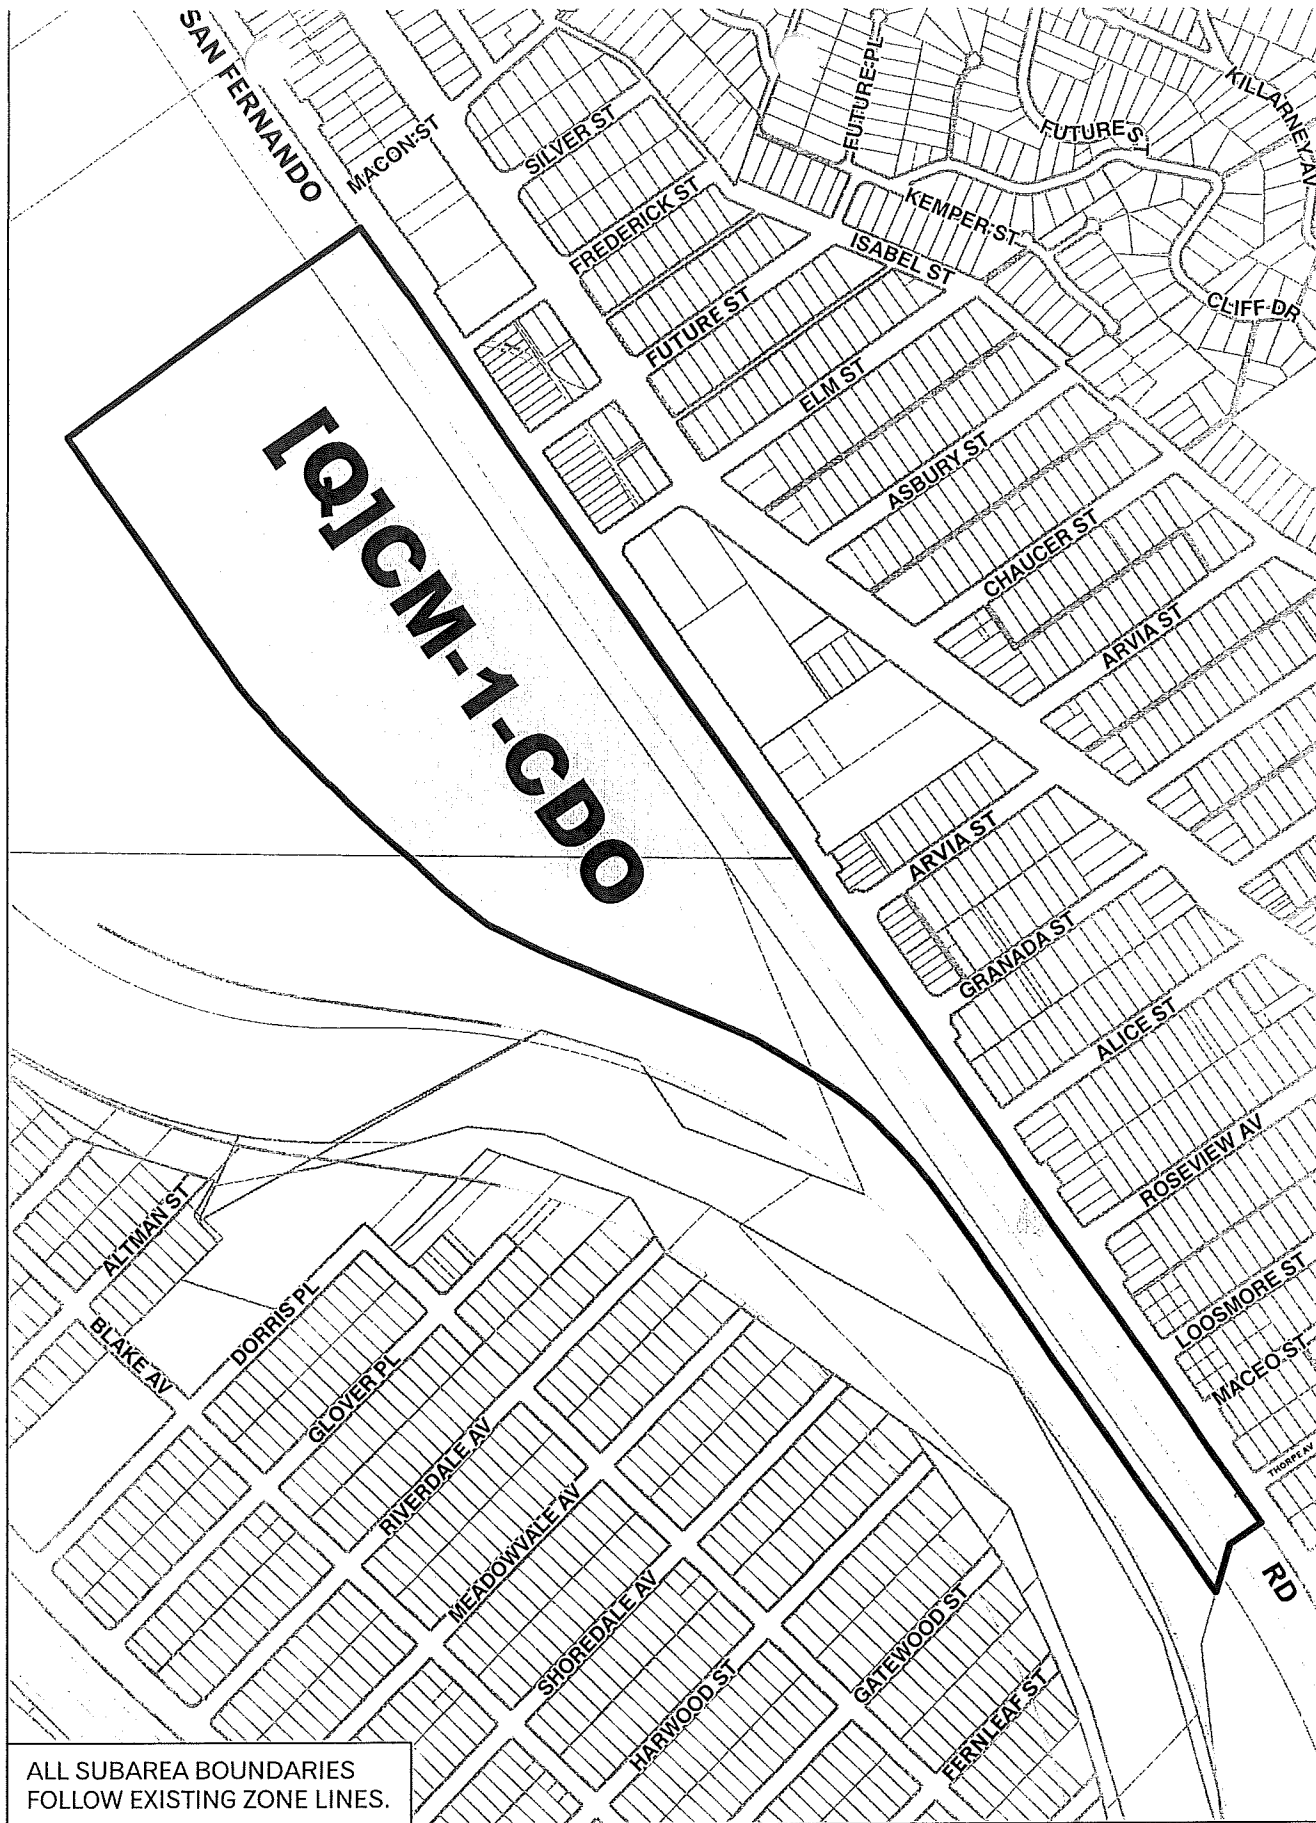 SAN FERNANDO
MACON ST
SILVER ST
FREDERICK ST
FUTURE PL
FUTURE ST
KILLARNEY AV
KEMPER ST
ISABEL ST
CLIFF DR
FUTURE ST
ELM ST
ASBURY ST
CHAUCER ST
ARVIA ST
[Q]CM-1-CDO
ARVIA ST
GRANADA ST
ALICE ST
ROSEVIEW AV
LOOSMORE ST
MACEO ST
THORPE AV
RD
ALTMAN ST
BLAKE AV
DORRIS PL
GLOVER PL
RIVERDALE AV
MEADOWVALE AV
SHOREDALE AV
HARWOOD ST
GATEWOOD ST
FERNLEAF ST
ALL SUBAREA BOUNDARIES
FOLLOW EXISTING ZONE LINES.